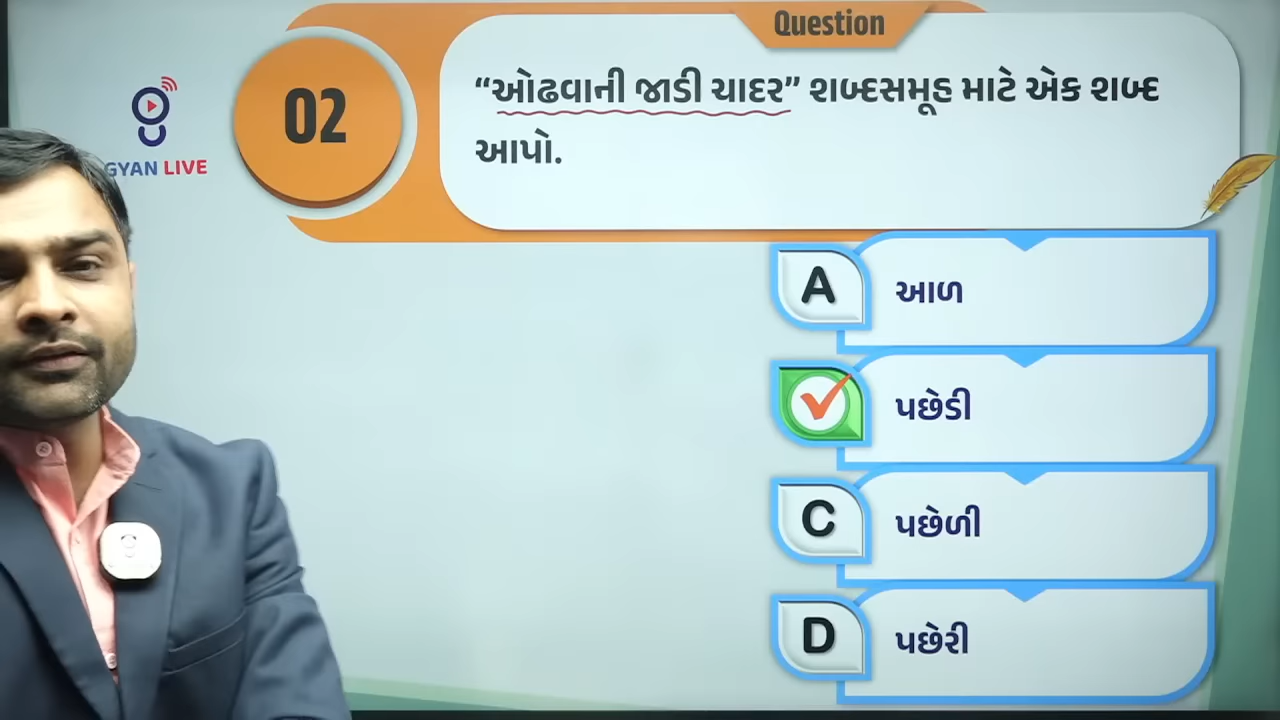 Question
02
“ઓઢવાની જાડી ચાદર” શબ્દસમૂહ માટે એક શબ્દ
આપો.
GYAN LIVE
A
આળ
પછેડી
C
પછેળી
D
પછેરી